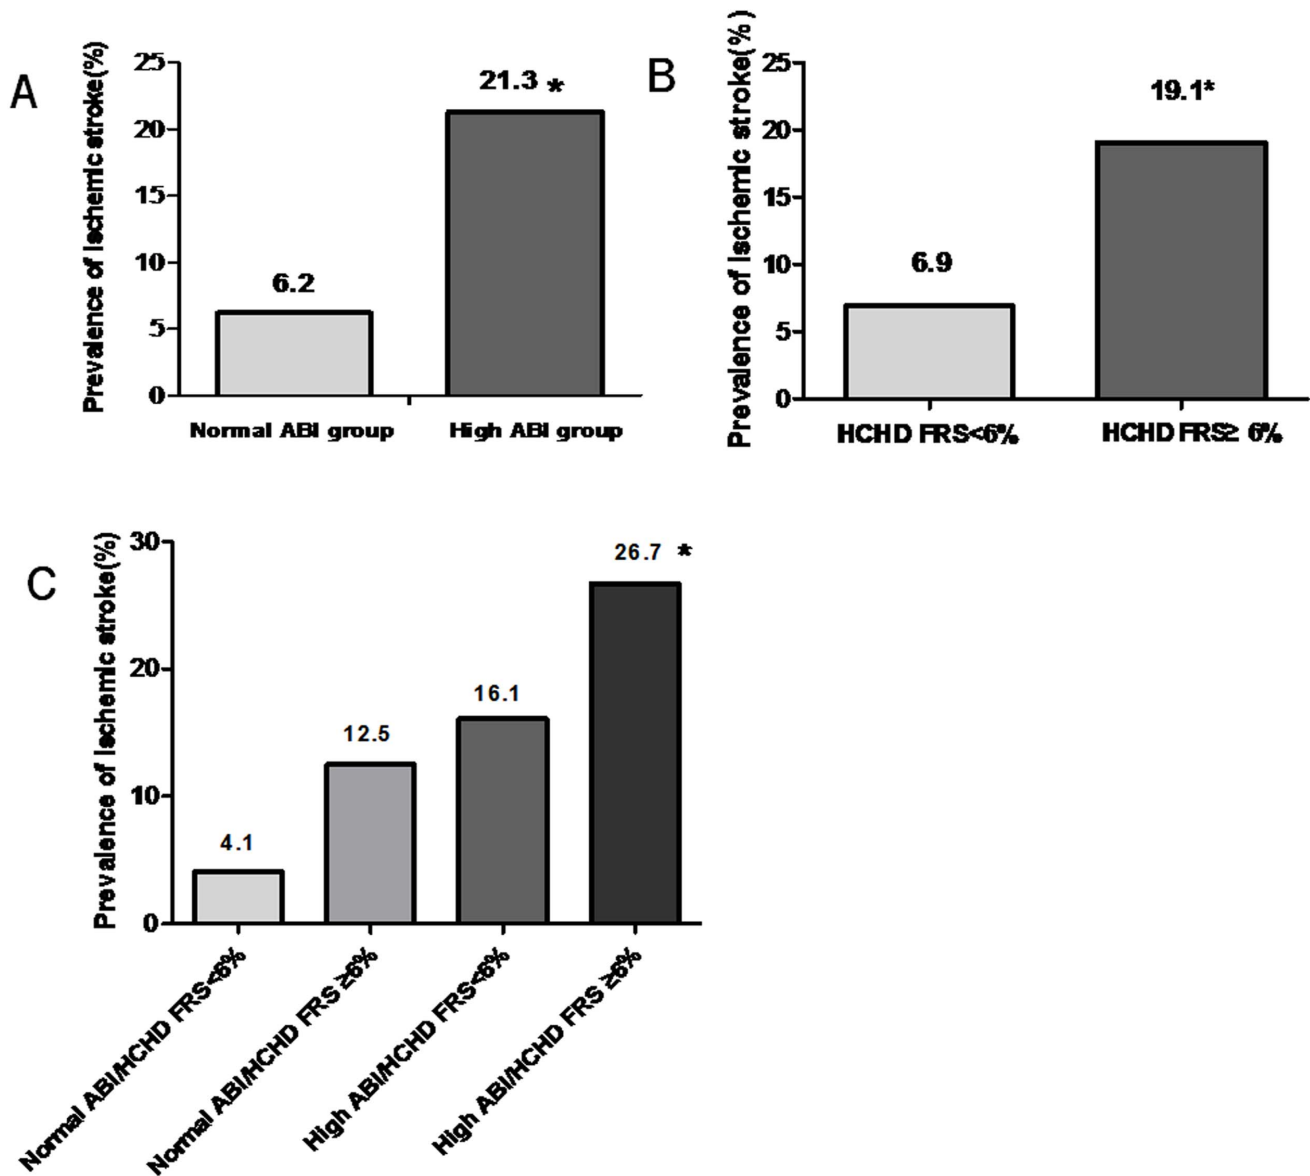 A
Prevalence of Ischemic stroke(%)
25
20
15
10
5
0
21.3 *
6.2
Normal ABI group
High ABI group
B
Prevalence of Ischemic stroke(%)
25
20
15
10
5
0
19.1*
6.9
HCHD FRS<6%
HCHD FRS≥ 6%
C
Prevalence of Ischemic stroke(%)
30
20
10
0
4.1
12.5
16.1
26.7 *
Normal ABI/HCHD FRS<6%
Normal ABI/HCHD FRS ≥6%
High ABI/HCHD FRS<6%
High ABI/HCHD FRS ≥6%